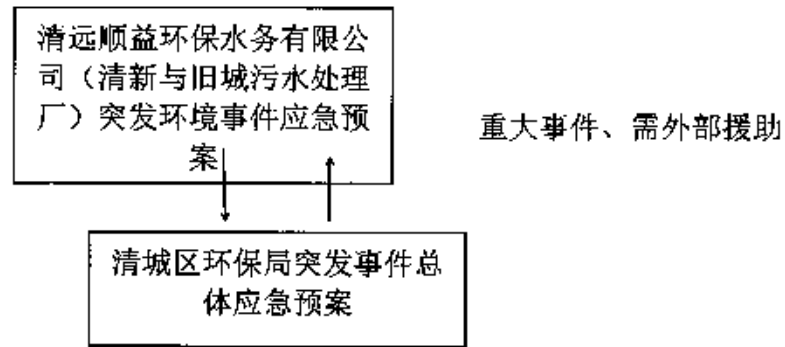 清远顺益环保水务有限公
司（清新与旧城污水处理
厂）突发环境事件应急预
案
重大事件、需外部援助
清城区环保局突发事件总
体应急预案